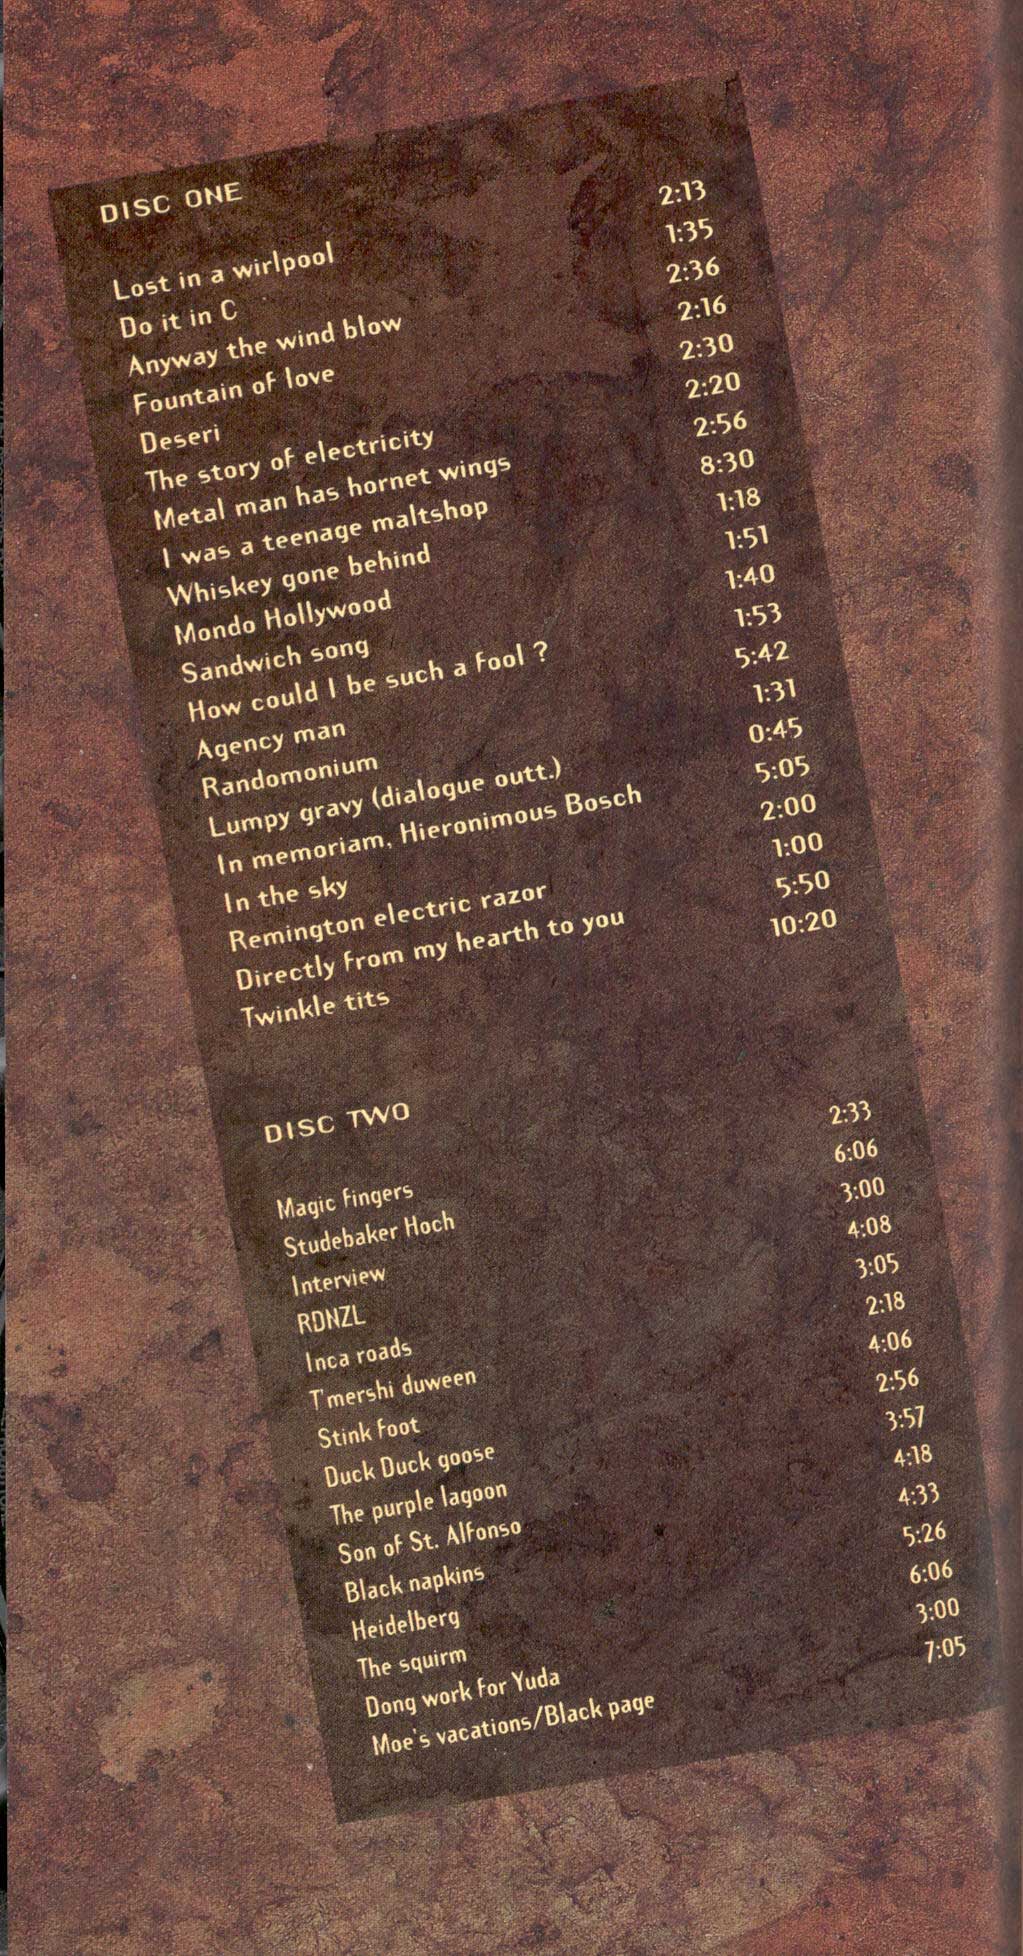 DISC ONE
Lost in a wirlpool 2:13
Do it in C 1:35
Anyway the wind blow 2:36
Fountain of love 2:16
Deseri 2:30
The story of electricity 2:20
Metal man has hornet wings 2:56
I was a teenage maltshop 8:30
Whiskey gone behind 1:18
Mondo Hollywood 1:51
Sandwich song 1:40
How could I be such a fool ? 1:53
Agency man 5:42
Randomonium 1:31
Lumpy gravy (dialogue outt.) 0:45
In memoriam, Hieronimous Bosch 5:05
In the sky 2:00
Remington electric razor 1:00
Directly from my hearth to you 5:50
Twinkle tits 10:20
DISC TWO
Magic fingers 2:33
Studebaker Hoch 6:06
Interview 3:00
RDNZL 4:08
Inca roads 3:05
T'mershi duween 2:18
Stink foot 4:06
Duck Duck goose 2:56
The purple lagoon 3:57
Son of St. Alfonso 4:18
Black napkins 4:33
Heidelberg 5:26
The squirm 6:06
Dong work for Yuda 3:00
Moe's vacations/Black page 7:05